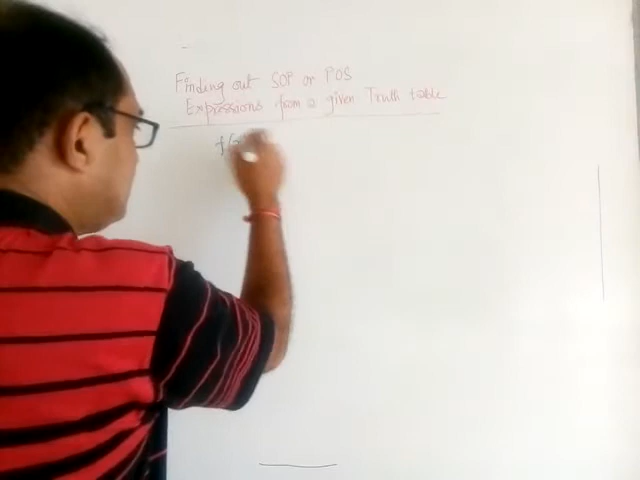 Finding out SOP or POS
Expressions from a given Truth table
f(